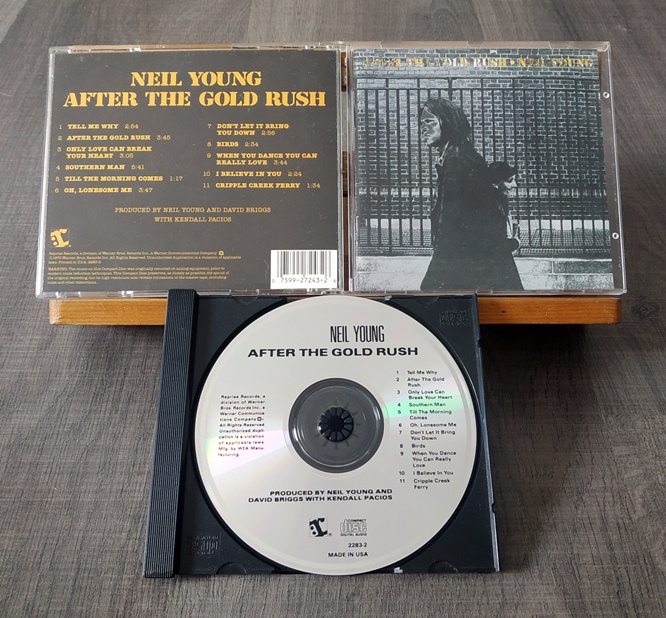 NEIL YOUNG
AFTER THE GOLD RUSH
1 TELL ME WHY 2:54
2 AFTER THE GOLD RUSH 3:45
3 ONLY LOVE CAN BREAK
YOUR HEART 3:05
4 SOUTHERN MAN 5:41
5 TILL THE MORNING COMES 1:17
6 OH, LONESOME ME 3:47
7 DON'T LET IT BRING
YOU DOWN 2:56
8 BIRDS 2:34
9 WHEN YOU DANCE YOU CAN
REALLY LOVE 3:44
10 I BELIEVE IN YOU 2:24
11 CRIPPLE CREEK FERRY 1:34
PRODUCED BY NEIL YOUNG AND DAVID BRIGGS
WITH KENDALL PACIOS
7599-27243-2
AFTER THE GOLD RUSH • NEIL YOUNG
NEIL YOUNG
AFTER THE GOLD RUSH
Reprise Records, a
division of Warner
Bros. Records Inc., a
Warner Communica-
tions Company
All Rights Reserved
Unauthorized dupli-
cation is a violation
of applicable laws
Mfg. by WEA Manu-
facturing
1 Tell Me Why
2 After The Gold
Rush
3 Only Love Can
Break Your Heart
4 Southern Man
5 Till The Morning
Comes
6 Oh, Lonesome Me
7 Don't Let It Bring
You Down
8 Birds
9 When You Dance
You Can Really
Love
10 I Believe In You
11 Cripple Creek
Ferry
PRODUCED BY NEIL YOUNG AND
DAVID BRIGGS WITH KENDALL PACIOS
COMPACT
disc
DIGITAL AUDIO
2283-2
MADE IN USA